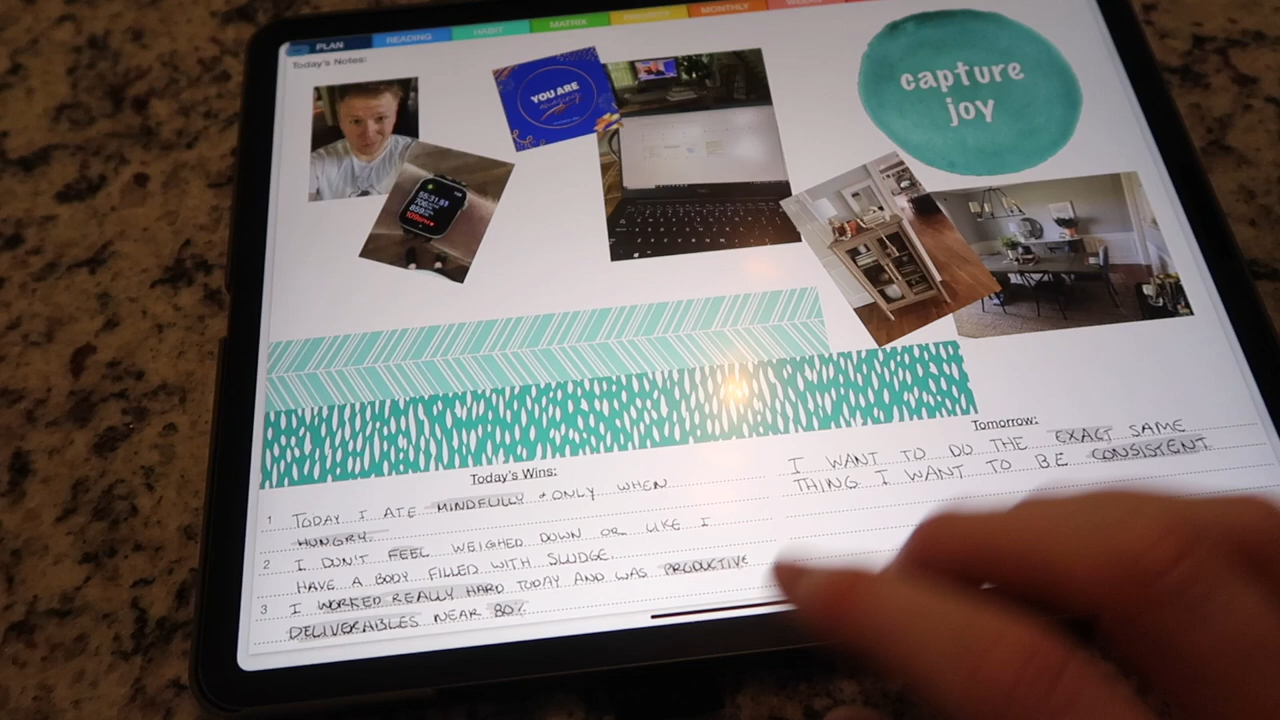 PLAN
READING
HABIT
MATRIX
PRIORITY
MONTHLY
Today's Notes:
YOU ARE
amazing
capture
joy
Today's Wins:
1 TODAY I ATE MINDFULLY + ONLY WHEN
HUNGRY.
2 I DON'T FEEL WEIGHED DOWN OR LIKE I
HAVE A BODY FILLED WITH SLUDGE.
3 I WORKED REALLY HARD TODAY AND WAS PRODUCTIVE
DELIVERABLES NEAR 80%
Tomorrow:
I WANT TO DO THE EXACT SAME
THING I WANT TO BE CONSISTENT